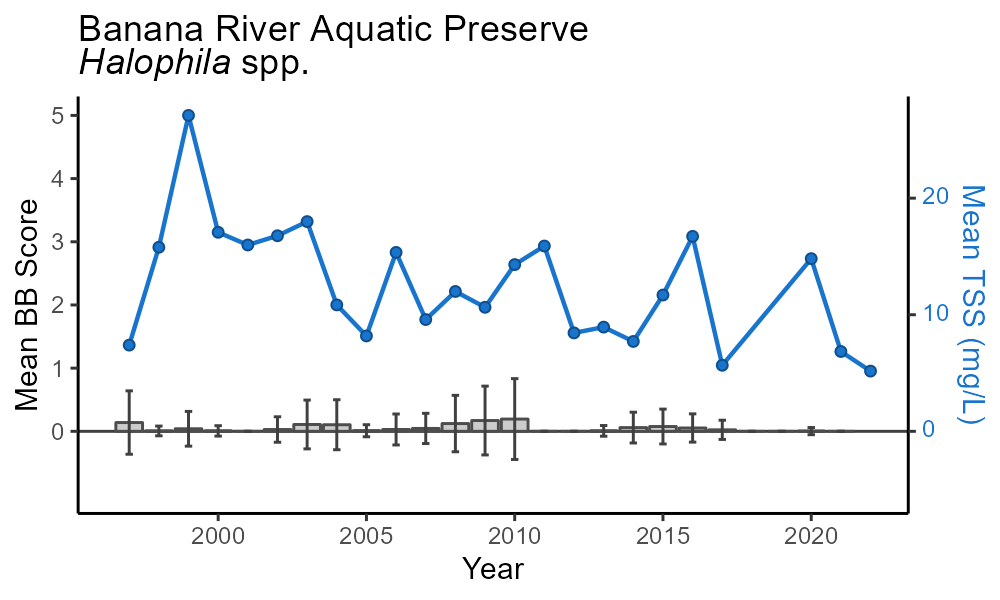 Banana River Aquatic Preserve
Halophila spp.
Mean BB Score
5
4
3
2
1
0
20
10
0
Mean TSS (mg/L)
2000 2005 2010 2015 2020
Year